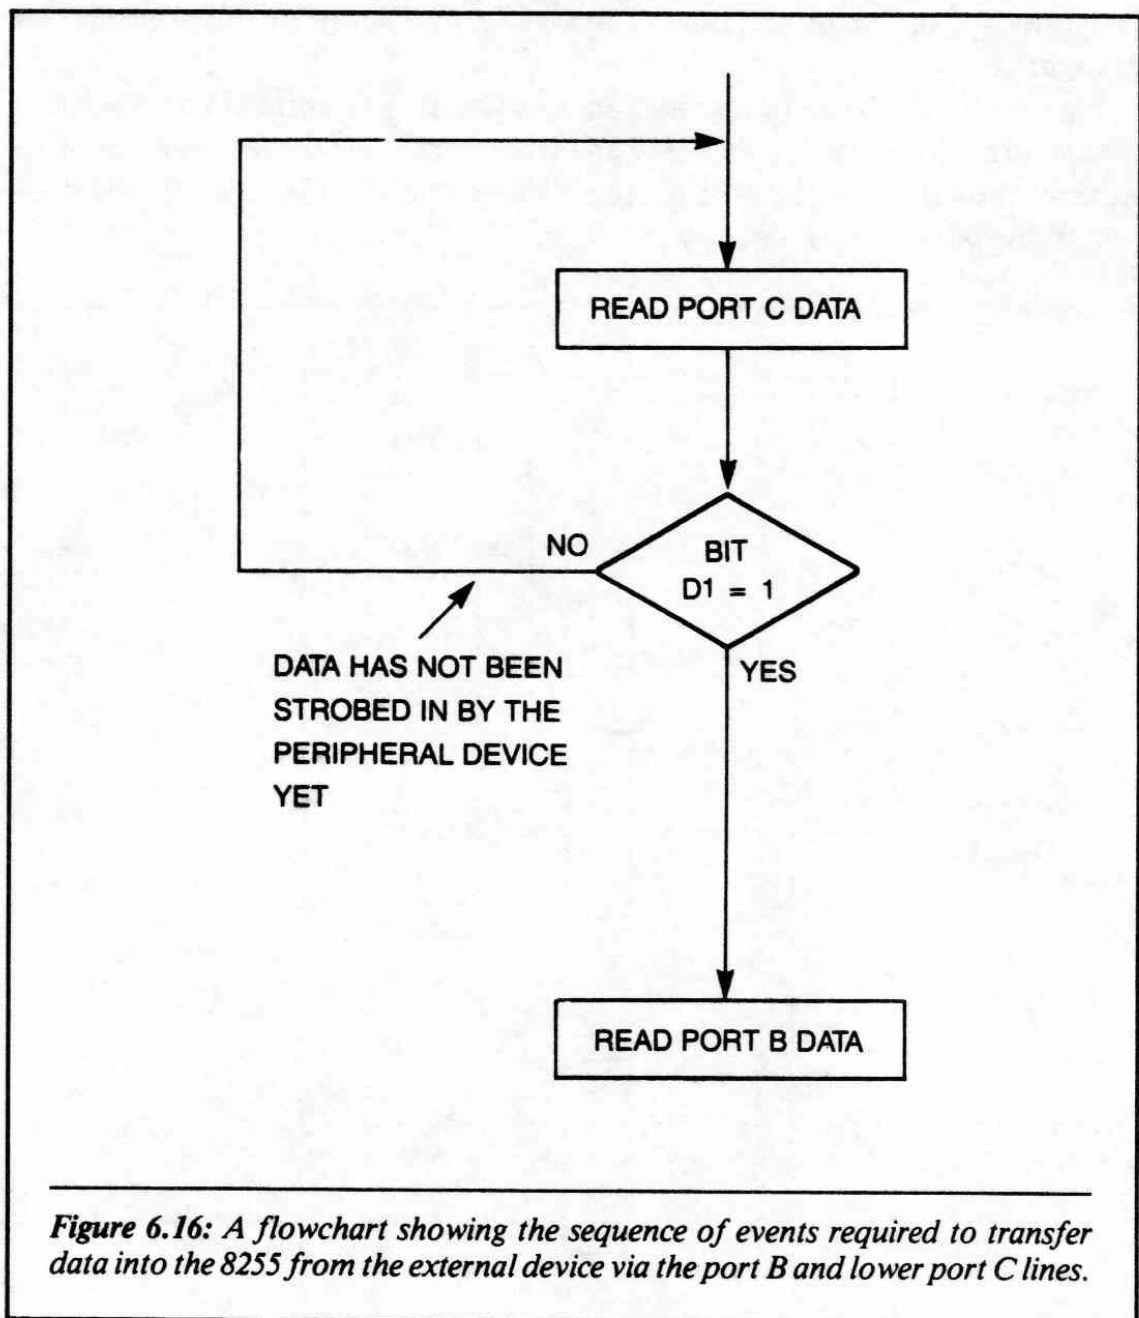 READ PORT C DATA
NO
BIT
D1 = 1
DATA HAS NOT BEEN
STROBED IN BY THE
PERIPHERAL DEVICE
YET
YES
READ PORT B DATA
Figure 6.16: A flowchart showing the sequence of events required to transfer
data into the 8255 from the external device via the port B and lower port C lines.